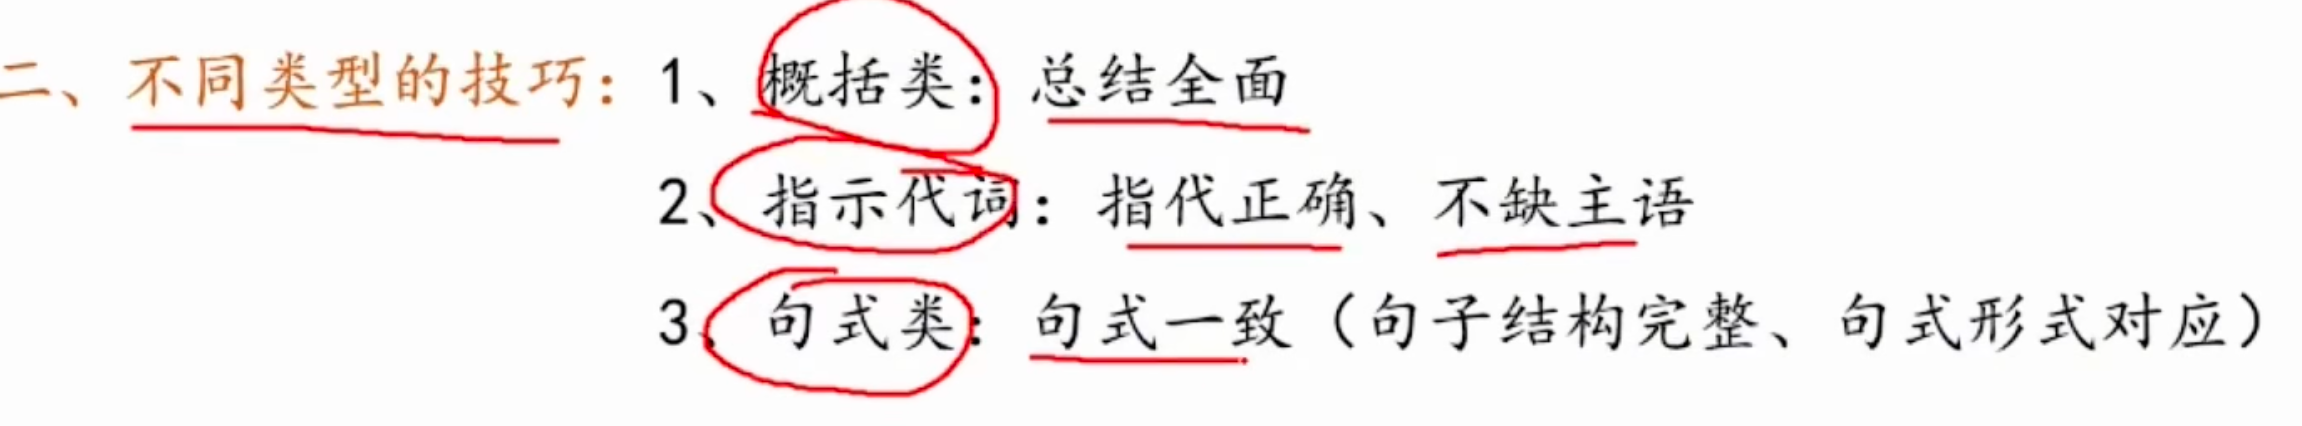 二、不同类型的技巧：1、概括类：总结全面
2、指示代词：指代正确、不缺主语
3、句式类：句式一致（句子结构完整、句式形式对应）